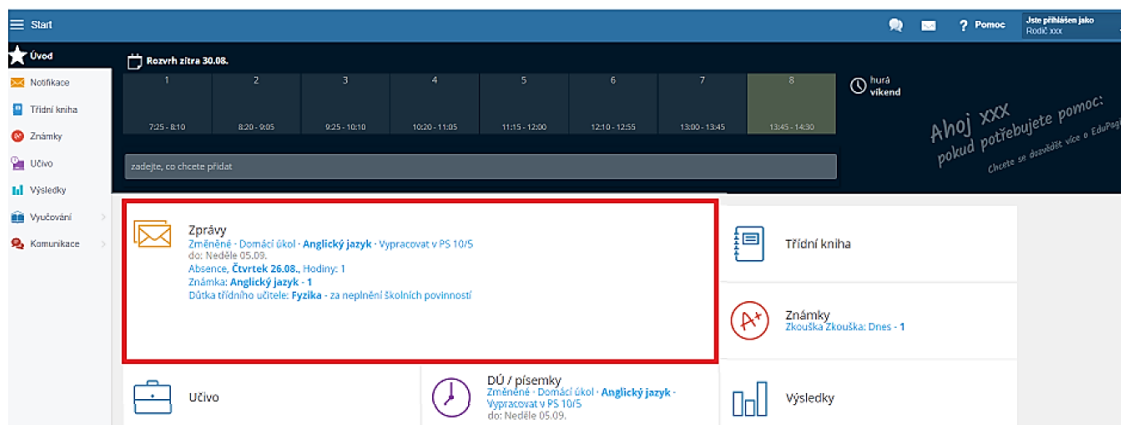 Start
? Pomoc
Jste přihlášen jako
Rodič xxx
Úvod
Notifikace
Třídní kniha
Známky
Učivo
Výsledky
Vyučování
Komunikace
Rozvrh zítra 30.08.
1 2 3 4 5 6 7 8
7:25 - 8:10 8:20 - 9:05 9:25 - 10:10 10:20 - 11:05 11:15 - 12:00 12:10 - 12:55 13:00 - 13:45 13:45 - 14:30
hurá
víkend
Ahoj xxx
pokud potřebujete pomoc:
Chcete se dozvědět více o EduPag
zadejte, co chcete přidat
Zprávy
Změněné - Domácí úkol - Anglický jazyk - Vypracovat v PS 10/5
do: Neděle 05.09.
Absence, Čtvrtek 26.08., Hodiny: 1
Známka: Anglický jazyk - 1
Důtka třídního učitele: Fyzika - za neplnění školních povinností
Třídní kniha
A+
Známky
Zkouška Zkouška: Dnes - 1
Učivo
DÚ / písemky
Změněné - Domácí úkol - Anglický jazyk -
Vypracovat v PS 10/5
do: Neděle 05.09.
Výsledky